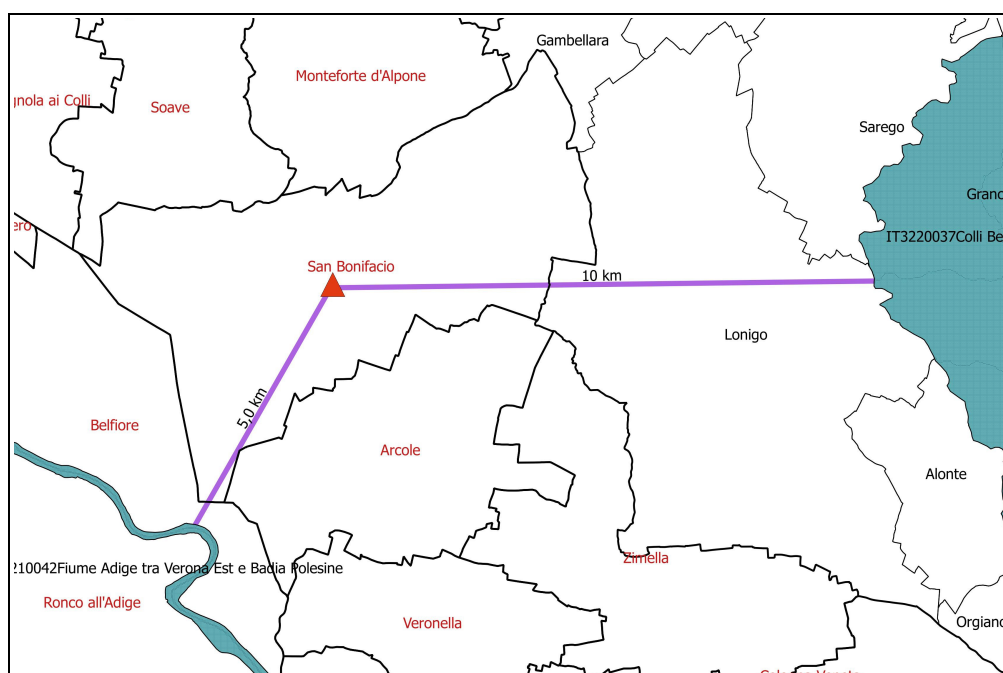 Gambellara
Monteforte d'Alpone
gnola ai Colli
Soave
Sarego
Granc
ero
IT3220037Colli Be
San Bonifacio
10 km
Lonigo
5,0 km
Belfiore
Arcole
Alonte
Zimella
210042Fiume Adige tra Verona Est e Badia Polesine
Ronco all'Adige
Veronella
Orgiano